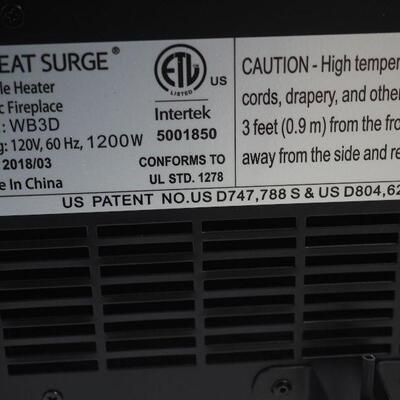 EAT SURGE®
le Heater
c Fireplace
: WB3D
g: 120V, 60 Hz, 1200W
2018/03
e In China
ETL
LISTED
US
Intertek
5001850
CONFORMS TO
UL STD. 1278
CAUTION - High temper
cords, drapery, and othe
3 feet (0.9 m) from the fro
away from the side and re
US PATENT NO.US D747,788 S & US D804,62